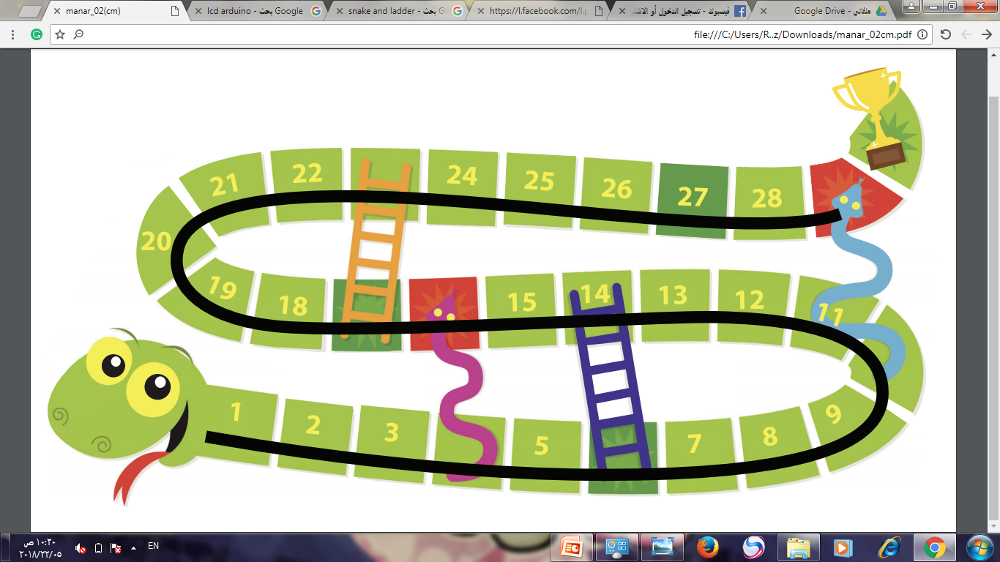 manar_02(cm)
lcd arduino - بحث Google
snake and ladder - بحث G
https://l.facebook.com/l.p
فيسبوك - تسجيل الدخول أو الاشتر
ملفاتي - Google Drive
file:///C:/Users/R..z/Downloads/manar_02cm.pdf
21 22 24 25 26 27 28
20
19 18 15 14 13 12 11
1 2 3 5 7 8 9
EN
١٠:٢٠ ص
٢٠١٨/٢٢/٠٥